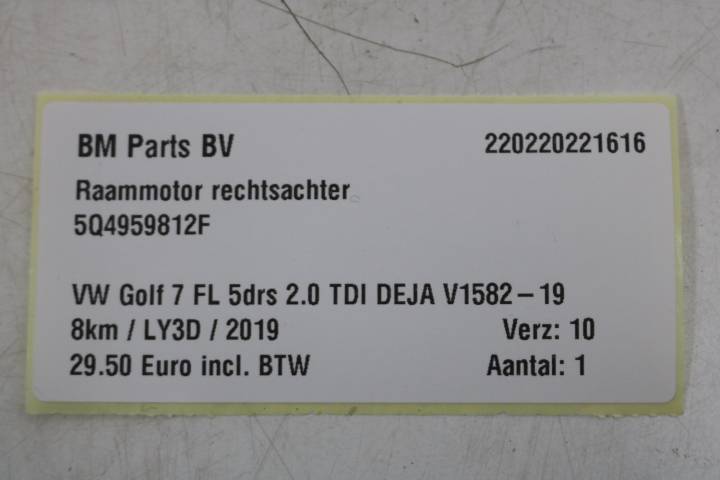 BM Parts BV 220220221616
Raammotor rechtsachter
5Q4959812F
VW Golf 7 FL 5drs 2.0 TDI DEJA V1582 – 19
8km / LY3D / 2019 Verz: 10
29.50 Euro incl. BTW Aantal: 1